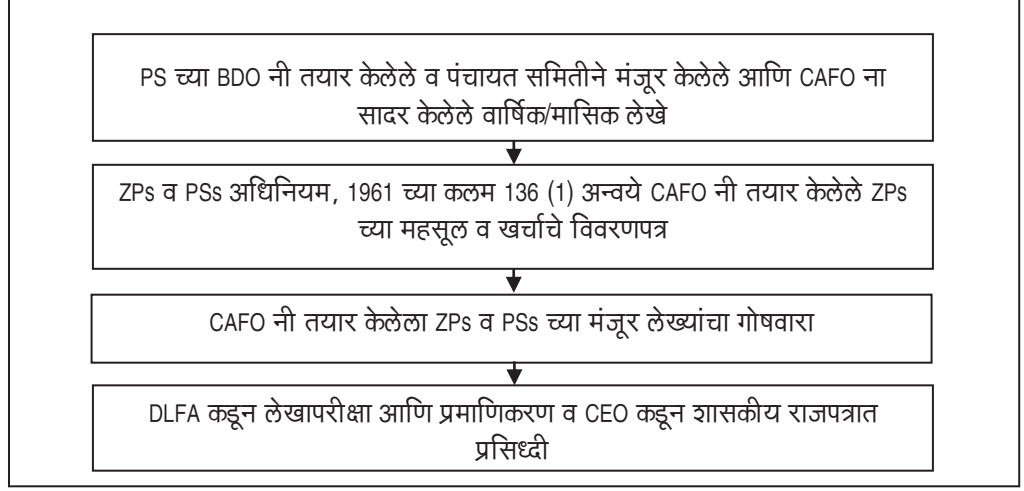 PS च्या BDO नी तयार केलेले व पंचायत समितीने मंजूर केलेले आणि CAFO ना
सादर केलेले वार्षिक/मासिक लेखे
ZPs व PSs अधिनियम, 1961 च्या कलम 136 (1) अन्वये CAFO नी तयार केलेले ZPs
च्या महसूल व खर्चाचे विवरणपत्र
CAFO नी तयार केलेला ZPs व PSs च्या मंजूर लेख्यांचा गोषवारा
DLFA कडून लेखापरीक्षा आणि प्रमाणिकरण व CEO कडून शासकीय राजपत्रात
प्रसिध्दी